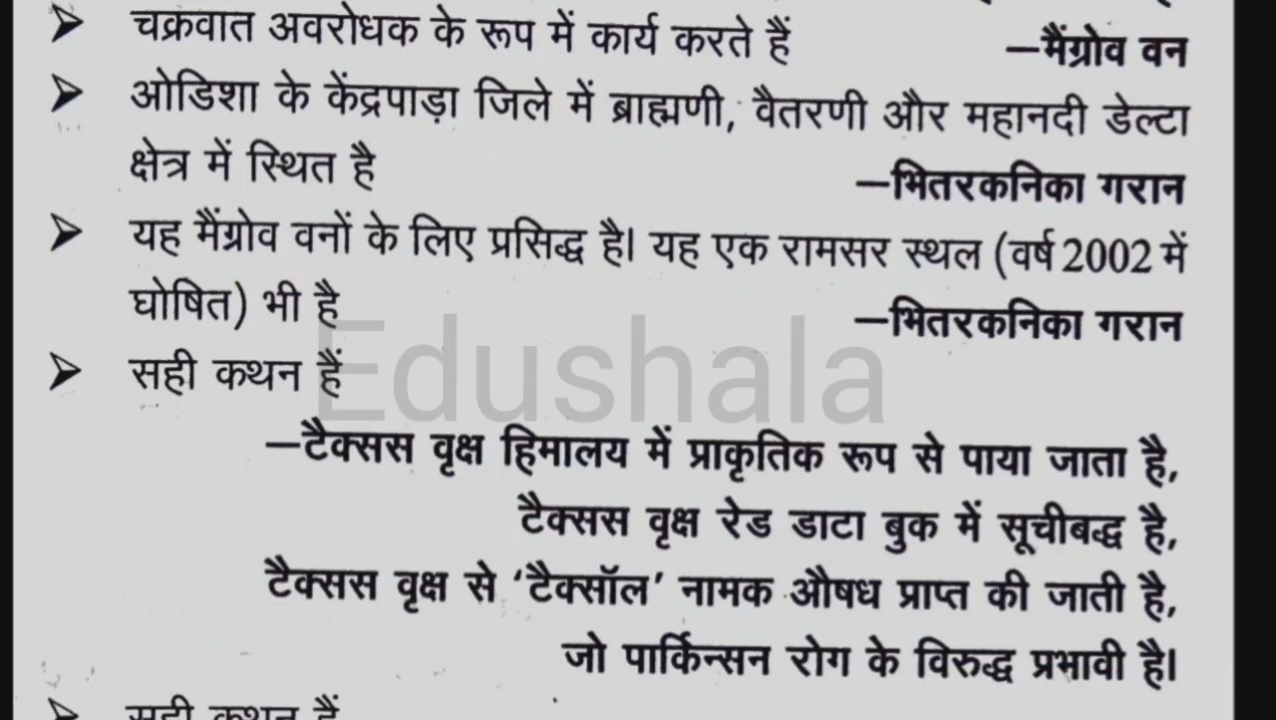 ➢ चक्रवात अवरोधक के रूप में कार्य करते हैं —मैंग्रोव वन
➢ ओडिशा के केंद्रपाड़ा जिले में ब्राह्मणी, वैतरणी और महानदी डेल्टा
क्षेत्र में स्थित है —भितरकनिका गरान
➢ यह मैंग्रोव वनों के लिए प्रसिद्ध है। यह एक रामसर स्थल (वर्ष 2002 में
घोषित) भी है —भितरकनिका गरान
Edushala
➢ सही कथन हैं
—टैक्सस वृक्ष हिमालय में प्राकृतिक रूप से पाया जाता है,
टैक्सस वृक्ष रेड डाटा बुक में सूचीबद्ध है,
टैक्सस वृक्ष से ‘टैक्सॉल’ नामक औषध प्राप्त की जाती है,
जो पार्किन्सन रोग के विरुद्ध प्रभावी है।
➢ सही कथन हैं